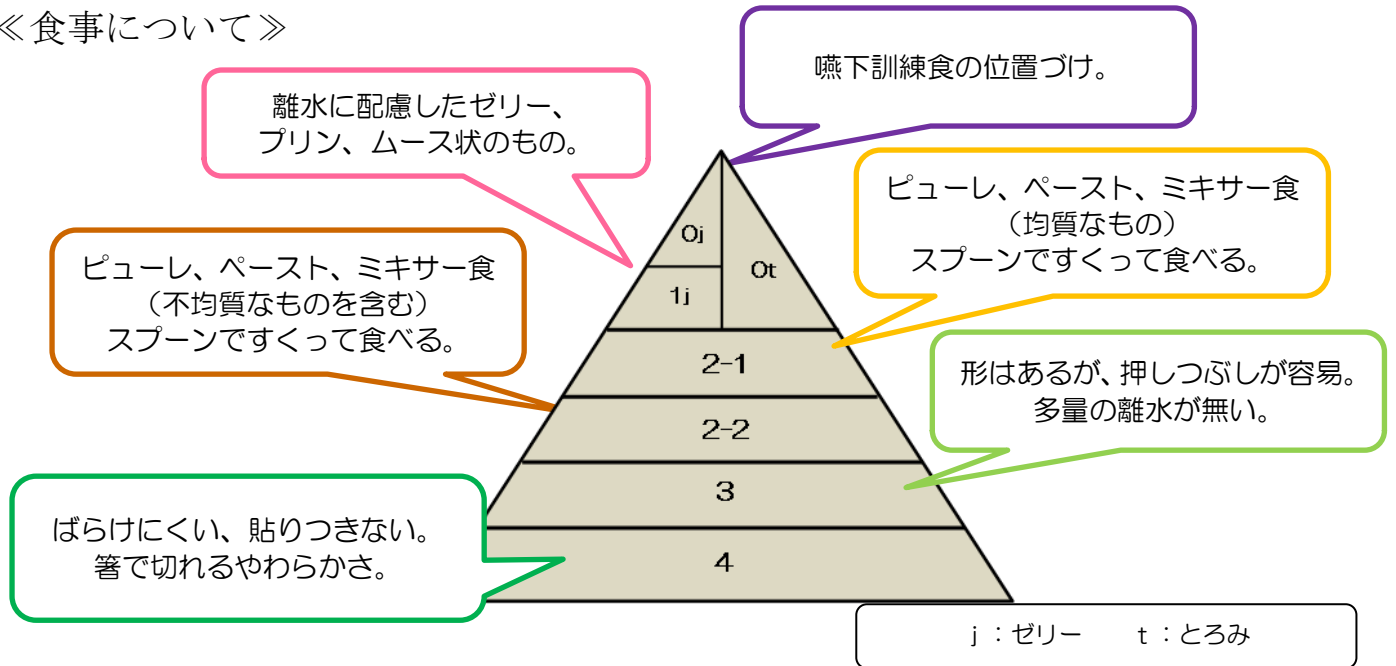 ≪食事について≫
嚥下訓練食の位置づけ。
離水に配慮したゼリー、
プリン、ムース状のもの。
ピューレ、ペースト、ミキサー食
（均質なもの）
スプーンですくって食べる。
ピューレ、ペースト、ミキサー食
（不均質なものを含む）
スプーンですくって食べる。
形はあるが、押しつぶしが容易。
多量の離水が無い。
ばらけにくい、貼りつきない。
箸で切れるやわらかさ。
0j
0t
1j
2-1
2-2
3
4
j：ゼリー　t：とろみ